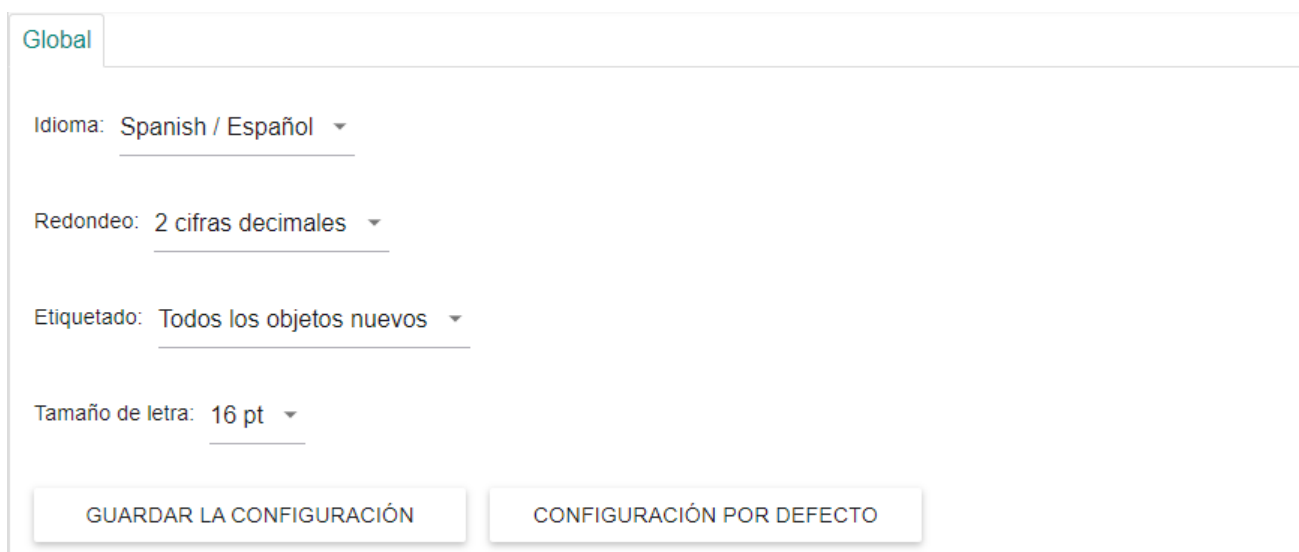 Global
Idioma: Spanish / Español
Redondeo: 2 cifras decimales
Etiquetado: Todos los objetos nuevos
Tamaño de letra: 16 pt
GUARDAR LA CONFIGURACIÓN CONFIGURACIÓN POR DEFECTO